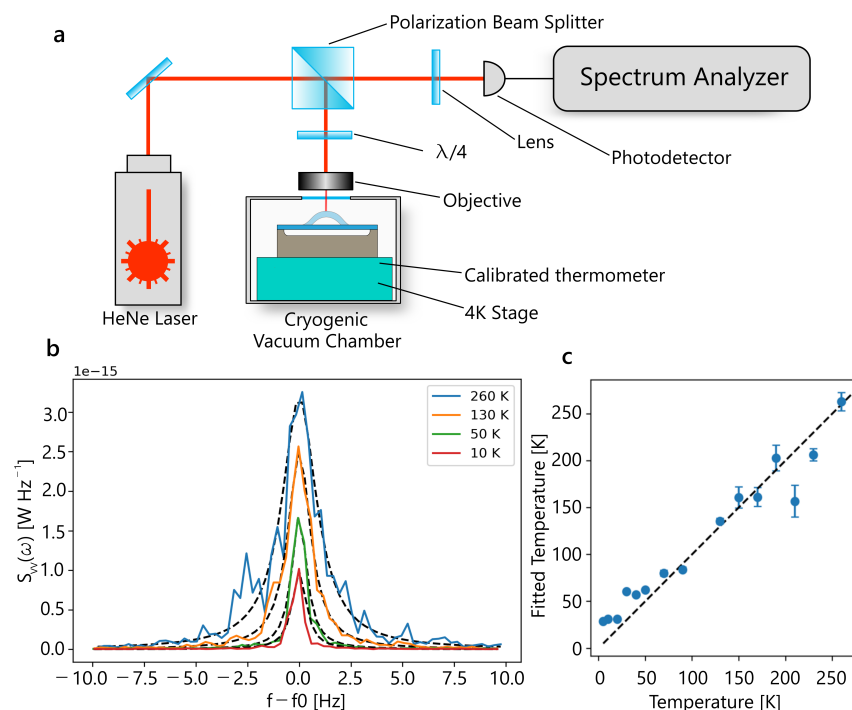 a
Polarization Beam Splitter
Spectrum Analyzer
Lens
λ/4
Photodetector
Objective
Calibrated thermometer
4K Stage
HeNe Laser
Cryogenic
Vacuum Chamber
b
1e−15
3.0
2.5
2.0
1.5
1.0
0.5
0.0
S_vv(ω) [W Hz⁻¹]
260 K
130 K
50 K
10 K
−10.0 −7.5 −5.0 −2.5 0.0 2.5 5.0 7.5 10.0
f−f0 [Hz]
c
250
200
150
100
50
0
Fitted Temperature [K]
0 50 100 150 200 250
Temperature [K]